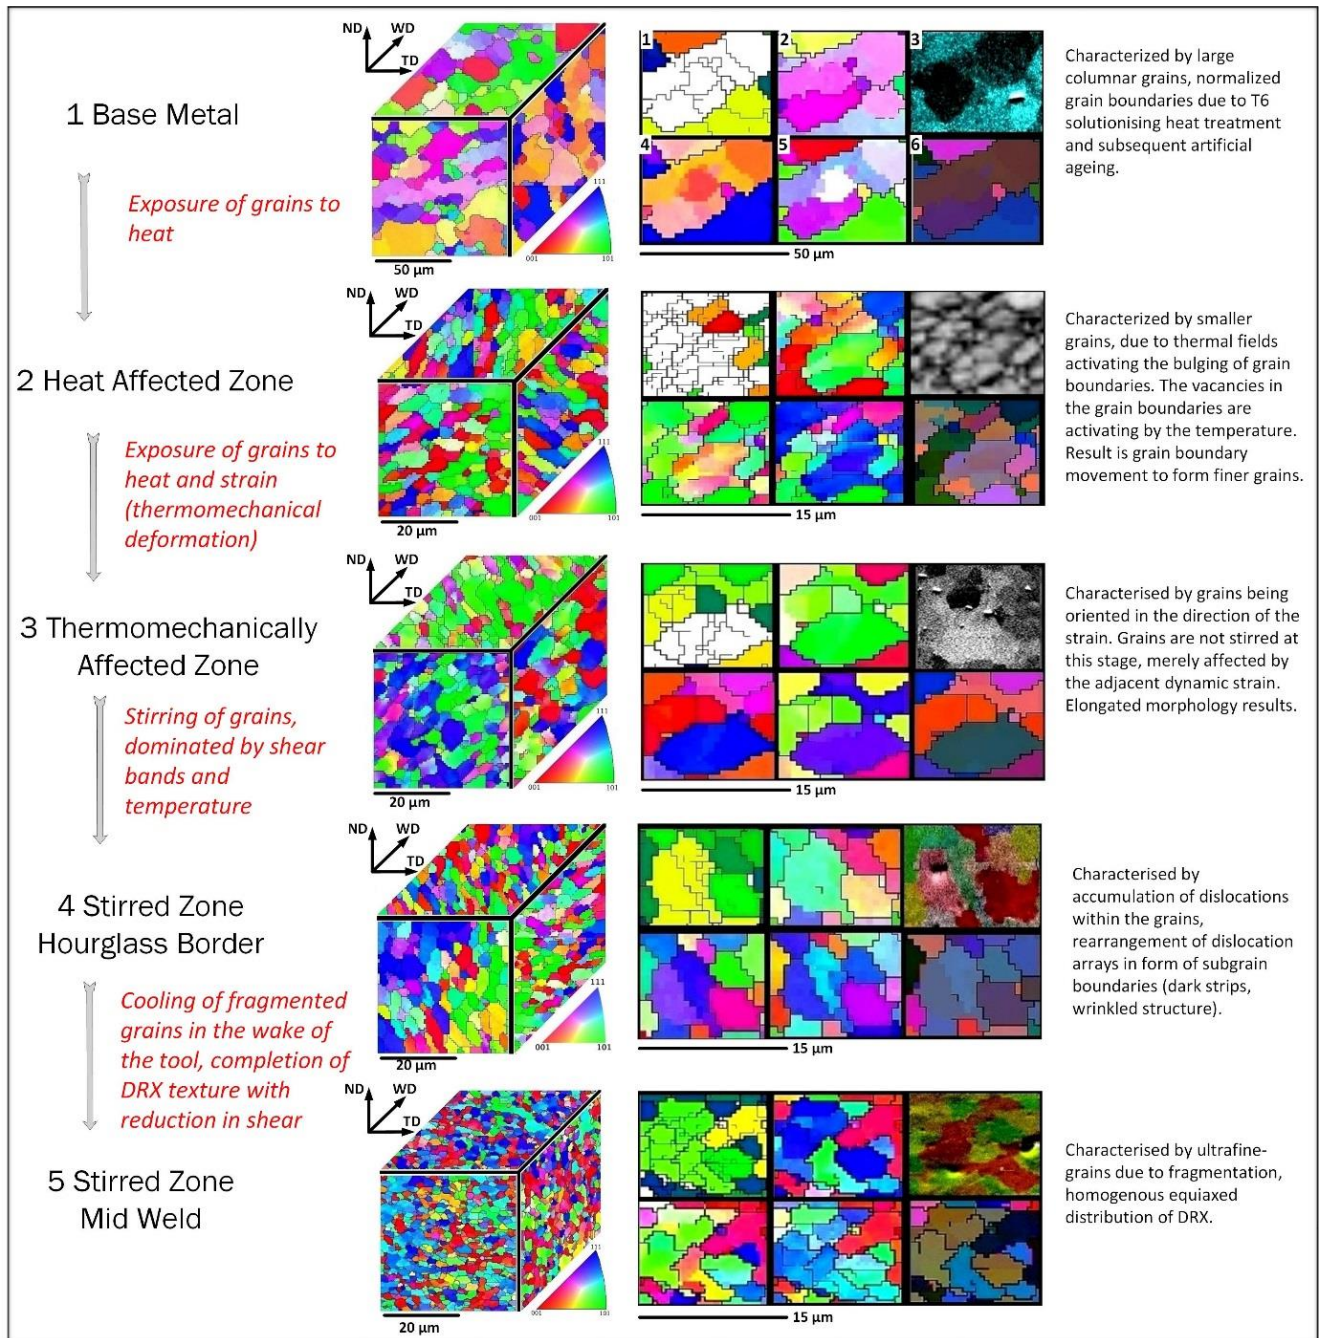 1 Base Metal
Exposure of grains to
heat
ND
WD
TD
111
001
101
50 µm
1
2
3
4
5
6
50 µm
Characterized by large
columnar grains, normalized
grain boundaries due to T6
solutionising heat treatment
and subsequent artificial
ageing.
2 Heat Affected Zone
Exposure of grains to
heat and strain
(thermomechanical
deformation)
ND
WD
TD
111
001
101
20 µm
15 µm
Characterized by smaller
grains, due to thermal fields
activating the bulging of grain
boundaries. The vacancies in
the grain boundaries are
activating by the temperature.
Result is grain boundary
movement to form finer grains.
3 Thermomechanically
Affected Zone
Stirring of grains,
dominated by shear
bands and
temperature
ND
WD
TD
111
001
101
20 µm
15 µm
Characterised by grains being
oriented in the direction of the
strain. Grains are not stirred at
this stage, merely affected by
the adjacent dynamic strain.
Elongated morphology results.
4 Stirred Zone
Hourglass Border
Cooling of fragmented
grains in the wake of
the tool, completion of
DRX texture with
reduction in shear
ND
WD
TD
111
001
101
20 µm
15 µm
Characterised by
accumulation of dislocations
within the grains,
rearrangement of dislocation
arrays in form of subgrain
boundaries (dark strips,
wrinkled structure).
5 Stirred Zone
Mid Weld
ND
WD
TD
111
001
101
20 µm
15 µm
Characterised by ultrafine-
grains due to fragmentation,
homogenous equiaxed
distribution of DRX.